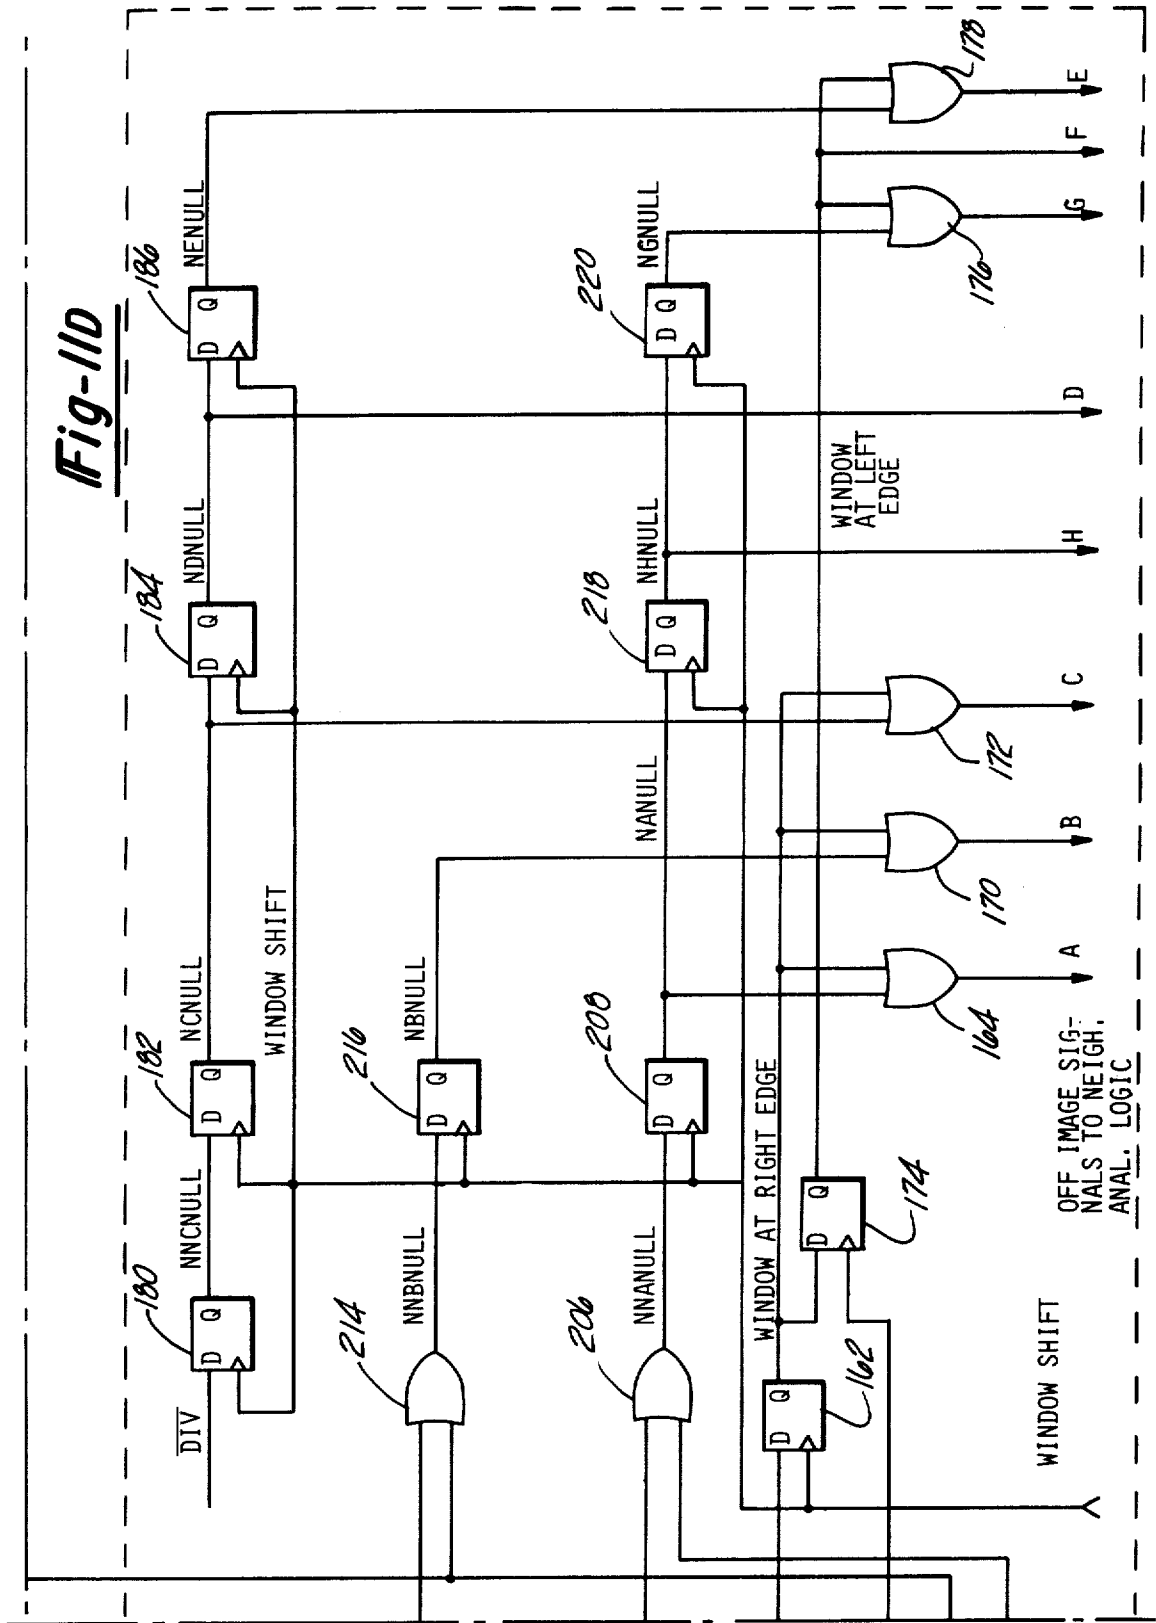 Fig-11D
DIV
180
D Q
NNCNULL
182
D Q
NCNULL
184
D Q
NDNULL
186
D Q
NENULL
WINDOW SHIFT
214
NNBNULL
216
D Q
NBNULL
206
NNANULL
208
D Q
NANULL
218
D Q
NHNULL
220
D Q
NGNULL
WINDOW AT RIGHT EDGE
162
D Q
174
D Q
WINDOW
AT LEFT
EDGE
164
170
172
176
178
WINDOW SHIFT
OFF IMAGE SIG-
NALS TO NEIGH.
ANAL. LOGIC
A
B
C
H
D
G
F
E